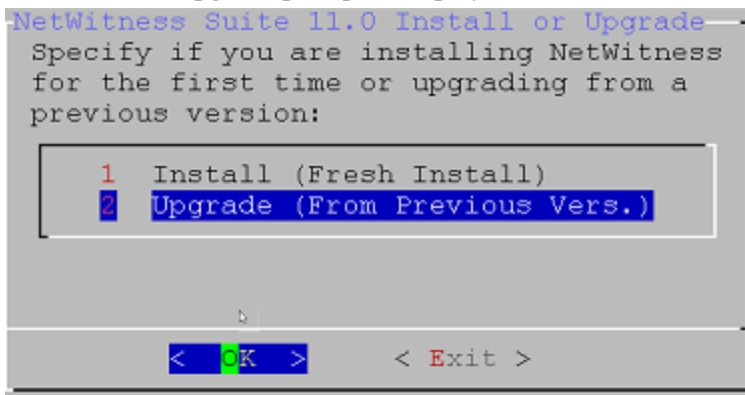 NetWitness Suite 11.0 Install or Upgrade
Specify if you are installing NetWitness
for the first time or upgrading from a
previous version:
1 Install (Fresh Install)
2 Upgrade (From Previous Vers.)
< OK > < Exit >